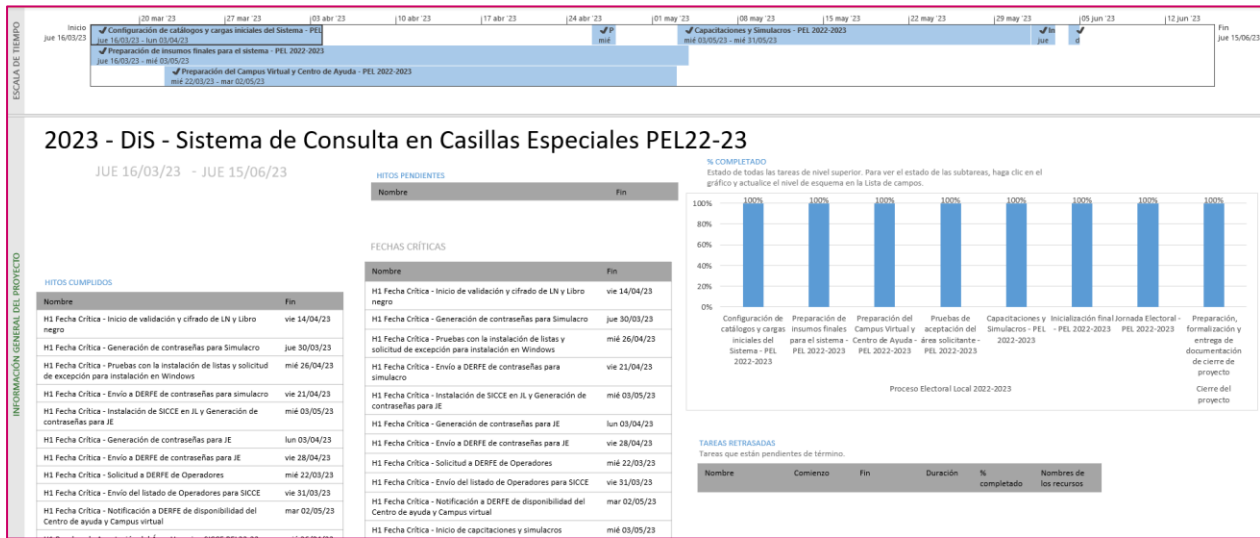 20 mar '23
27 mar '23
03 abr '23
10 abr '23
17 abr '23
24 abr '23
01 may '23
08 may '23
15 may '23
22 may '23
29 may '23
05 jun '23
12 jun '23
ESCALA DE TIEMPO
Inicio
jue 16/03/23
Configuración de catálogos y cargas iniciales del Sistema - PEL
jue 16/03/23 - lun 03/04/23
P
mié
Capacitaciones y Simulacros - PEL 2022-2023
mié 03/05/23 - mié 31/05/23
In
jue
d
Fin
jue 15/06/23
Preparación de insumos finales para el sistema - PEL 2022-2023
jue 16/03/23 - mié 03/05/23
Preparación del Campus Virtual y Centro de Ayuda - PEL 2022-2023
mié 22/03/23 - mar 02/05/23
INFORMACIÓN GENERAL DEL PROYECTO
2023 - DiS - Sistema de Consulta en Casillas Especiales PEL22-23
JUE 16/03/23 - JUE 15/06/23
HITOS CUMPLIDOS
Nombre Fin
H1 Fecha Crítica - Inicio de validación y cifrado de LN y Libro vie 14/04/23
negro
H1 Fecha Crítica - Generación de contraseñas para Simulacro jue 30/03/23
H1 Fecha Crítica - Pruebas con la instalación de listas y solicitud mié 26/04/23
de excepción para instalación en Windows
H1 Fecha Crítica - Envío a DERFE de contraseñas para simulacro vie 21/04/23
H1 Fecha Crítica - Instalación de SICCE en JL y Generación de mié 03/05/23
contraseñas para JE
H1 Fecha Crítica - Generación de contraseñas para JE lun 03/04/23
H1 Fecha Crítica - Envío a DERFE de contraseñas para JE vie 28/04/23
H1 Fecha Crítica - Solicitud a DERFE de Operadores mié 22/03/23
H1 Fecha Crítica - Envío del listado de Operadores para SICCE vie 31/03/23
H1 Fecha Crítica - Notificación a DERFE de disponibilidad del mar 02/05/23
Centro de ayuda y Campus virtual
HITOS PENDIENTES
Nombre Fin
FECHAS CRÍTICAS
Nombre Fin
H1 Fecha Crítica - Inicio de validación y cifrado de LN y Libro vie 14/04/23
negro
H1 Fecha Crítica - Generación de contraseñas para Simulacro jue 30/03/23
H1 Fecha Crítica - Pruebas con la instalación de listas y mié 26/04/23
solicitud de excepción para instalación en Windows
H1 Fecha Crítica - Envío a DERFE de contraseñas para vie 21/04/23
simulacro
H1 Fecha Crítica - Instalación de SICCE en JL y Generación de mié 03/05/23
contraseñas para JE
H1 Fecha Crítica - Generación de contraseñas para JE lun 03/04/23
H1 Fecha Crítica - Envío a DERFE de contraseñas para JE vie 28/04/23
H1 Fecha Crítica - Solicitud a DERFE de Operadores mié 22/03/23
H1 Fecha Crítica - Envío del listado de Operadores para SICCE vie 31/03/23
H1 Fecha Crítica - Notificación a DERFE de disponibilidad del mar 02/05/23
Centro de ayuda y Campus virtual
H1 Fecha Crítica - Inicio de capcitaciones y simulacros mié 03/05/23
% COMPLETADO
Estado de todas las tareas de nivel superior. Para ver el estado de las subtareas, haga clic en el
gráfico y actualice el nivel de esquema en la Lista de campos.
100% 100% 100% 100% 100% 100% 100% 100%
100%
80%
60%
40%
20%
0%
Configuración de
catálogos y cargas
iniciales del
Sistema - PEL
2022-2023
Preparación de
insumos finales
para el sistema -
PEL 2022-2023
Preparación del
Campus Virtual y
Centro de Ayuda -
PEL 2022-2023
Pruebas de
aceptación del
área solicitante -
PEL 2022-2023
Capacitaciones y
Simulacros - PEL
2022-2023
Inicialización final
- PEL 2022-2023
Jornada Electoral -
PEL 2022-2023
Preparación,
formalización y
entrega de
documentación
de cierre de
proyecto
Proceso Electoral Local 2022-2023
Cierre del
proyecto
TAREAS RETRASADAS
Tareas que están pendientes de término.
Nombre Comienzo Fin Duración % completado Nombres de los recursos